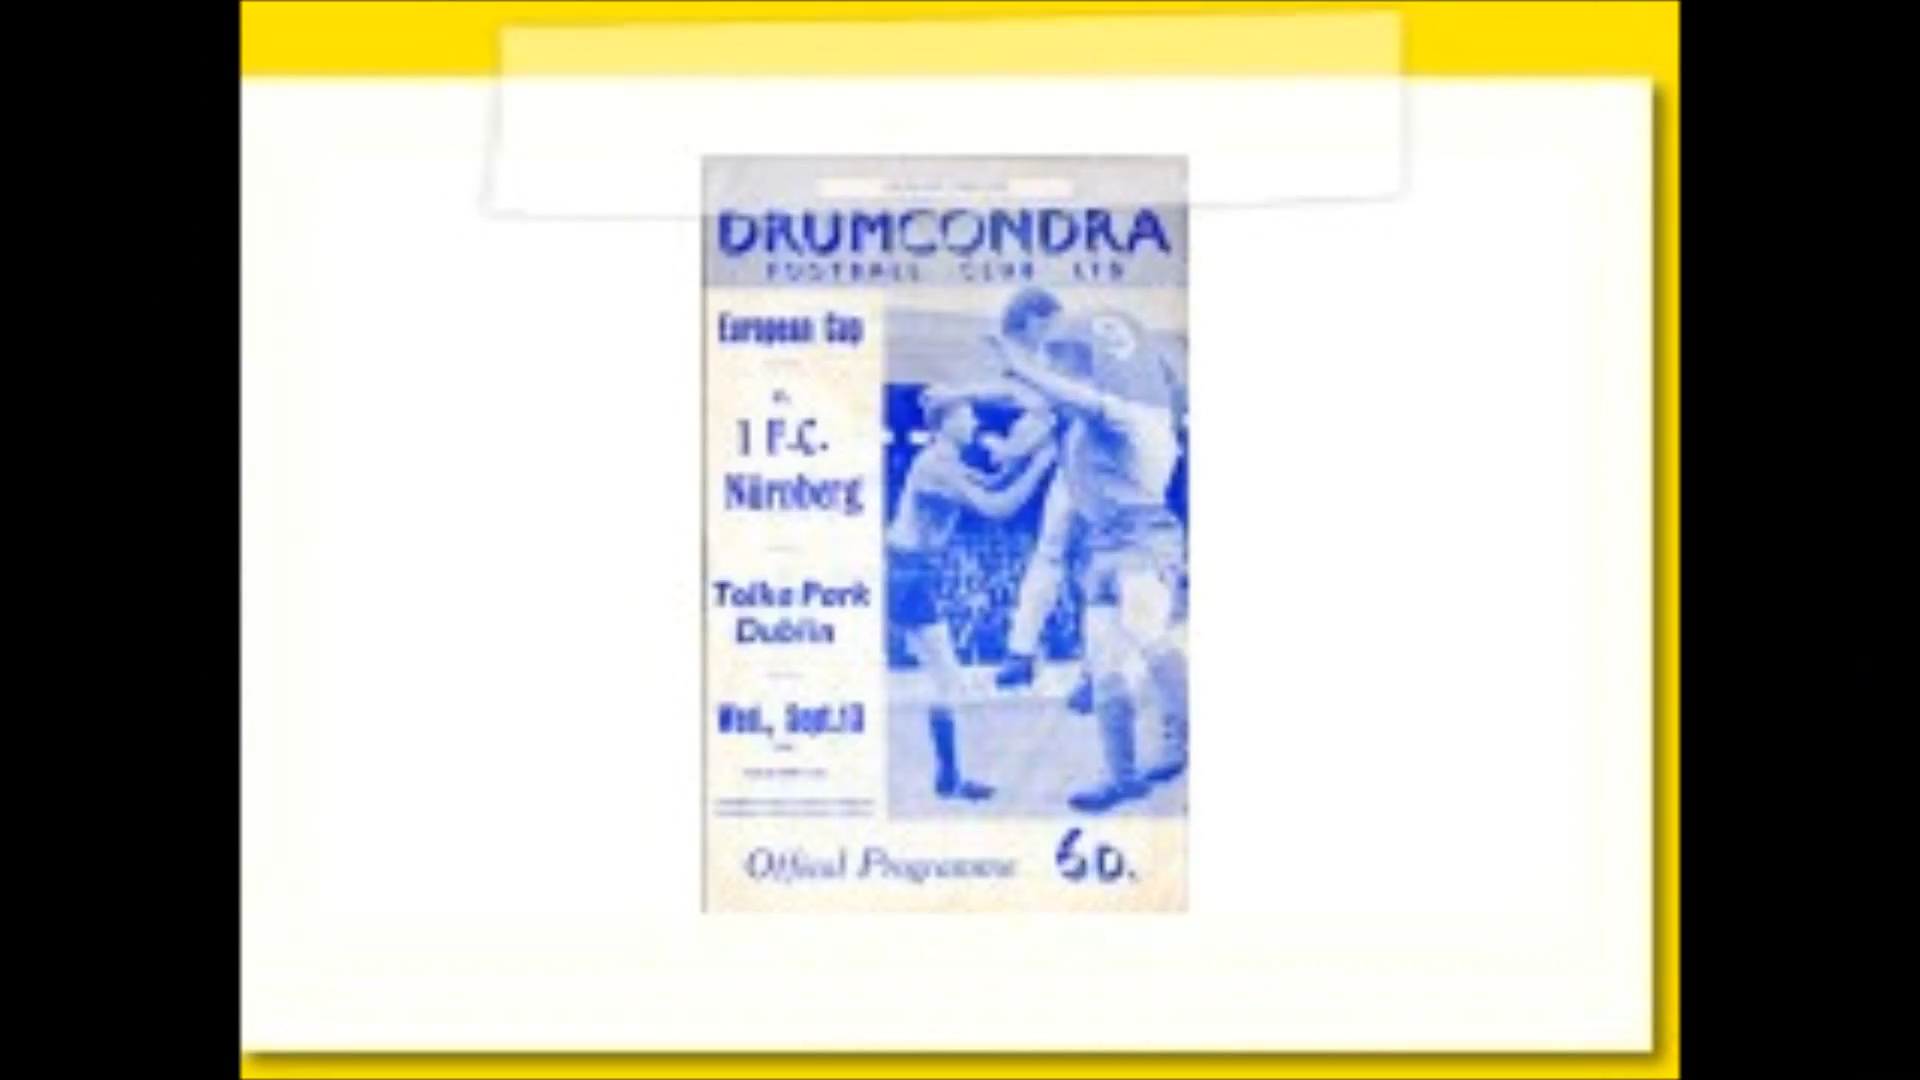 DRUMCONDRA
FOOTBALL CLUB LTD
European Cup
v.
1 F.C.
Nürnberg
Tolka Park
Dublin
Wed., Sept.13
Official Programme 6D.